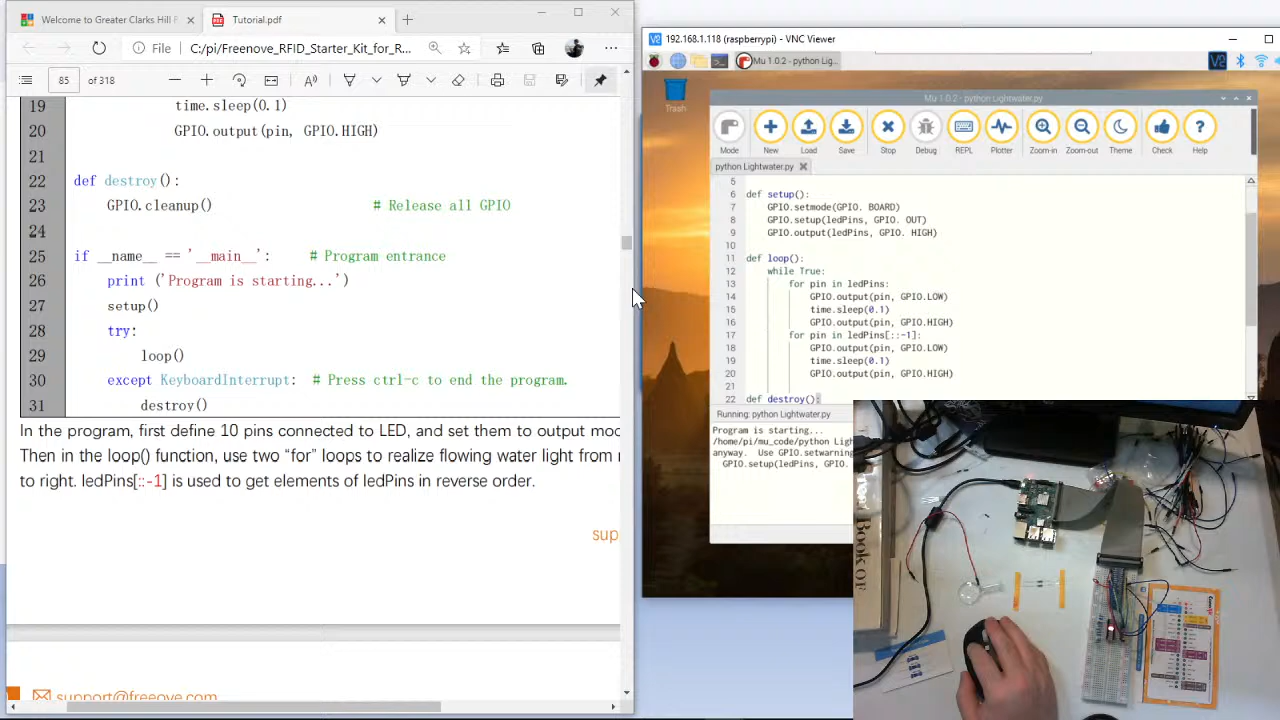 Welcome to Greater Clarks Hill F
Tutorial.pdf
File
C:/pi/Freenove_RFID_Starter_Kit_for_R...
85 of 318
19 time.sleep(0.1)
20 GPIO.output(pin, GPIO.HIGH)
21
22 def destroy():
23 GPIO.cleanup() # Release all GPIO
24
25 if __name__ == '__main__': # Program entrance
26 print ('Program is starting...')
27 setup()
28 try:
29 loop()
30 except KeyboardInterrupt: # Press ctrl-c to end the program.
31 destroy()
In the program, first define 10 pins connected to LED, and set them to output mod
Then in the loop() function, use two “for” loops to realize flowing water light from r
to right. ledPins[::-1] is used to get elements of ledPins in reverse order.
sup
support@freeove.com
192.168.1.118 (raspberrypi) - VNC Viewer
Mu 1.0.2 - python Lig...
Trash
Mu 1.0.2 - python Lightwater.py
Mode New Load Save Stop Debug REPL Plotter Zoom-in Zoom-out Theme Check Help
python Lightwater.py
5
6 def setup():
7 GPIO.setmode(GPIO. BOARD)
8 GPIO.setup(ledPins, GPIO. OUT)
9 GPIO.output(ledPins, GPIO. HIGH)
10
11 def loop():
12 while True:
13 for pin in ledPins:
14 GPIO.output(pin, GPIO.LOW)
15 time.sleep(0.1)
16 GPIO.output(pin, GPIO.HIGH)
17 for pin in ledPins[::-1]:
18 GPIO.output(pin, GPIO.LOW)
19 time.sleep(0.1)
20 GPIO.output(pin, GPIO.HIGH)
21
22 def destroy():
Running: python Lightwater.py
Program is starting...
/home/pi/mu_code/python Ligh
anyway. Use GPIO.setwarning
GPIO.setup(ledPins, GPIO.
Book of